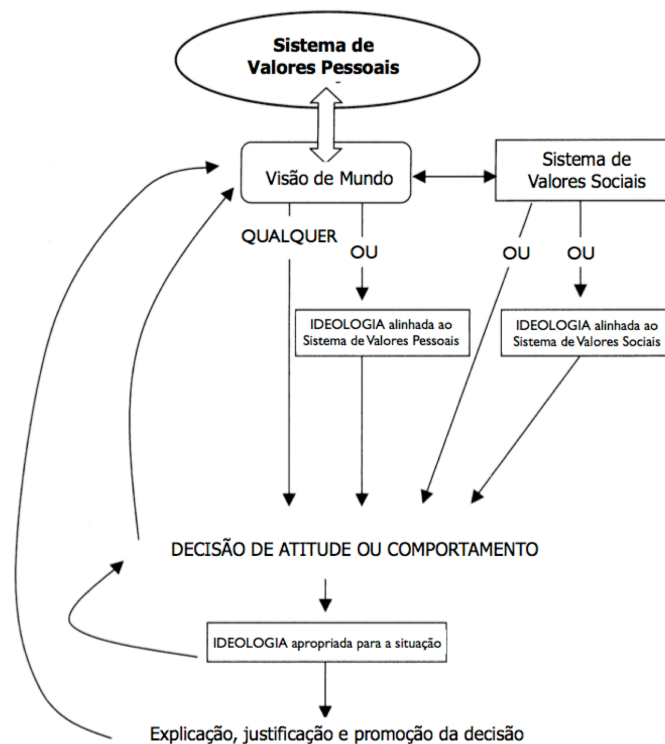 Sistema de
Valores Pessoais
Visão de Mundo
Sistema de
Valores Sociais
QUALQUER
OU
OU
OU
IDEOLOGIA alinhada ao
Sistema de Valores Pessoais
IDEOLOGIA alinhada ao
Sistema de Valores Sociais
DECISÃO DE ATITUDE OU COMPORTAMENTO
IDEOLOGIA apropriada para a situação
Explicação, justificação e promoção da decisão